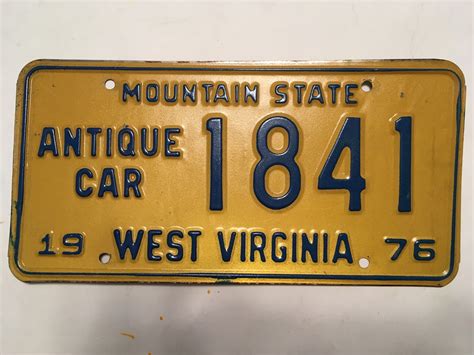 MOUNTAIN STATE
ANTIQUE CAR 1841
19 WEST VIRGINIA 76